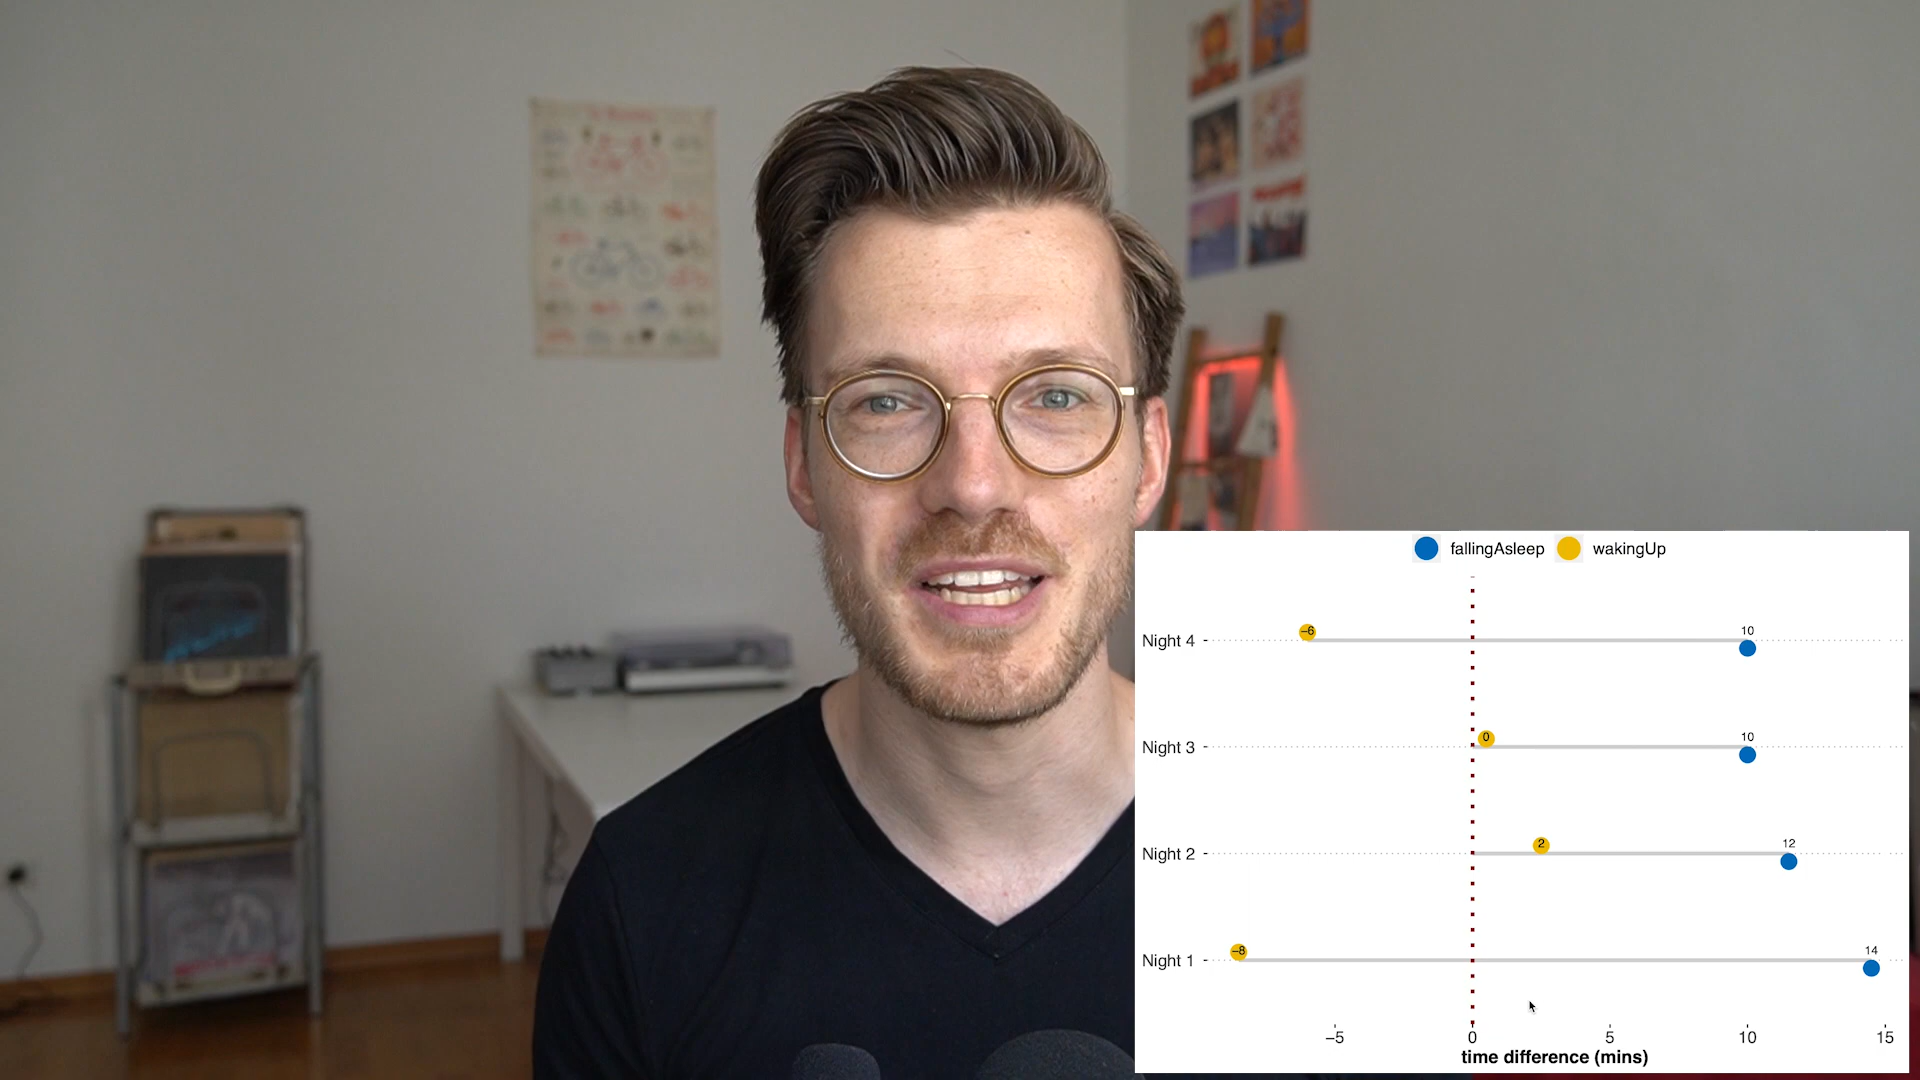 fallingAsleep wakingUp
Night 4
−6
10
Night 3
0
10
Night 2
2
12
Night 1
−8
14
−5 0 5 10 15
time difference (mins)